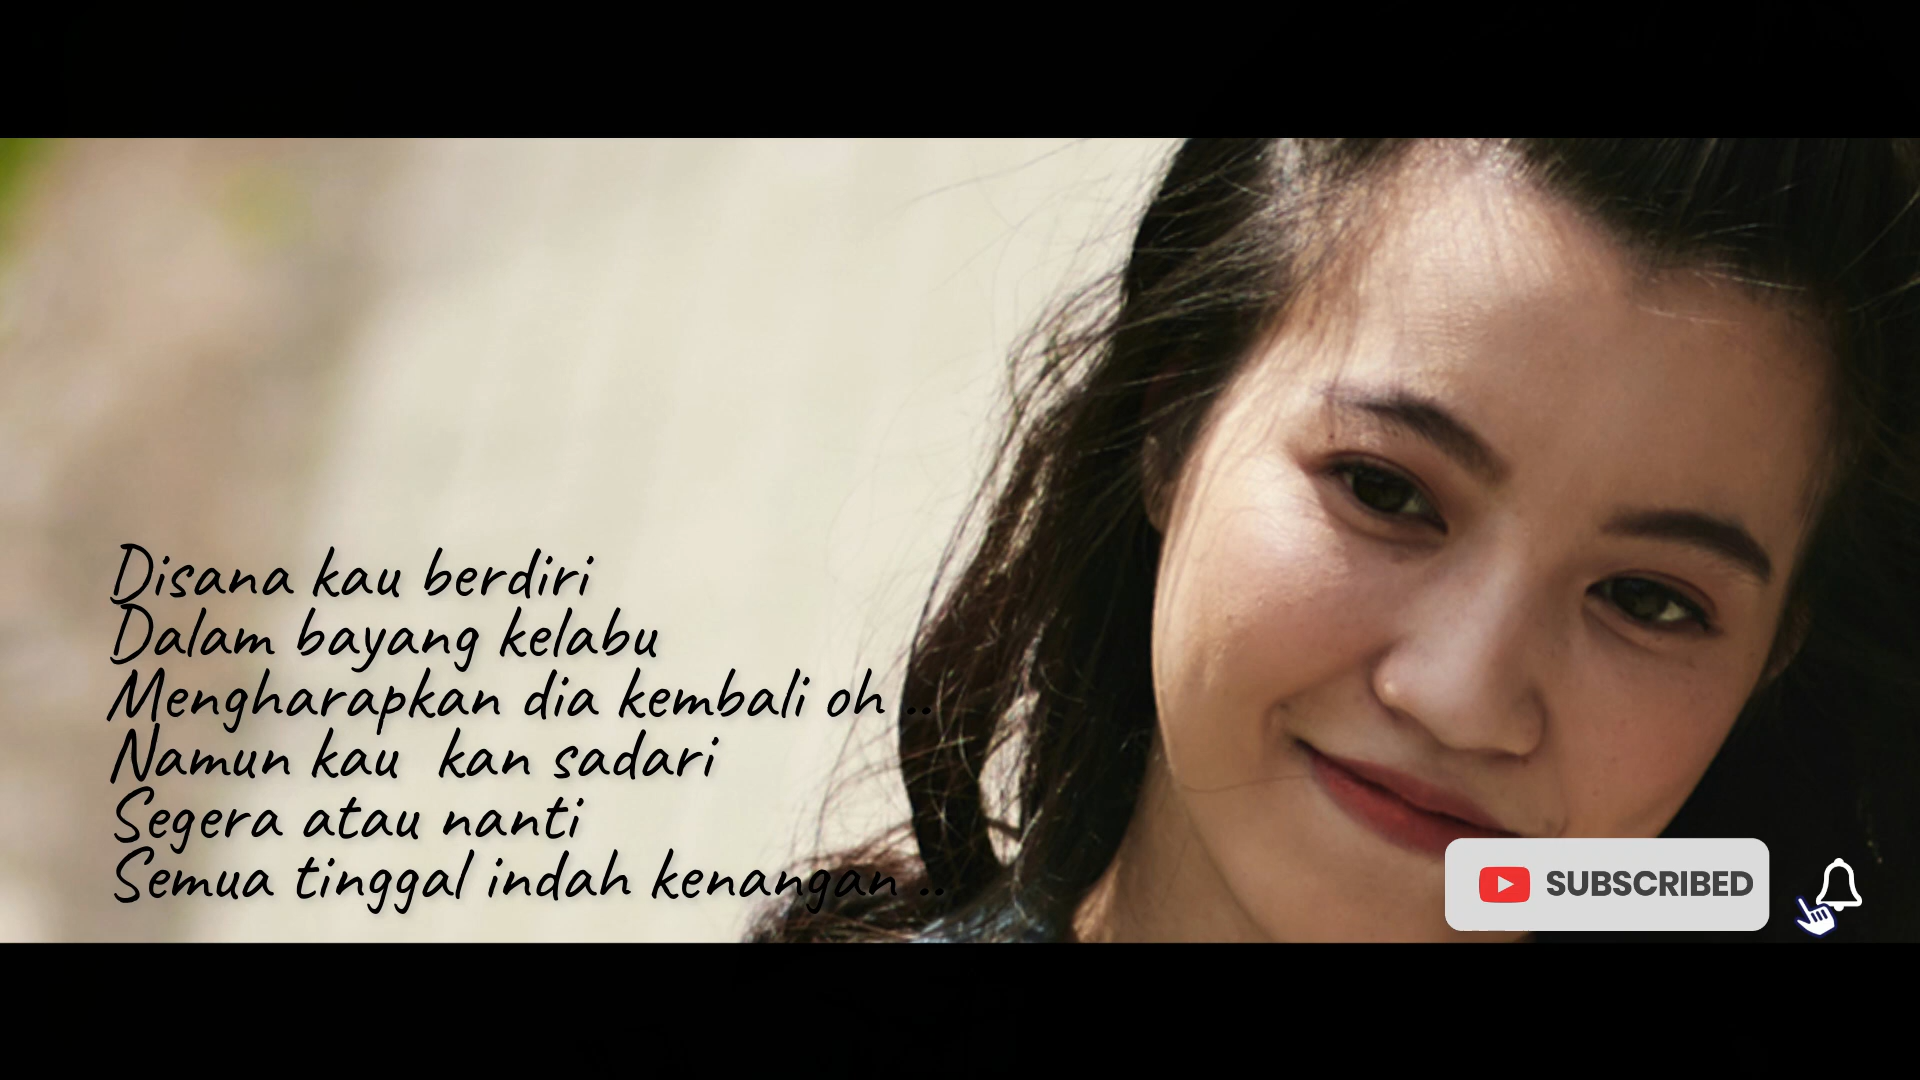 Disana kau berdiri
Dalam bayang kelabu
Mengharapkan dia kembali oh ..
Namun kau  kan sadari
Segera atau nanti
Semua tinggal indah kenangan ..
SUBSCRIBED